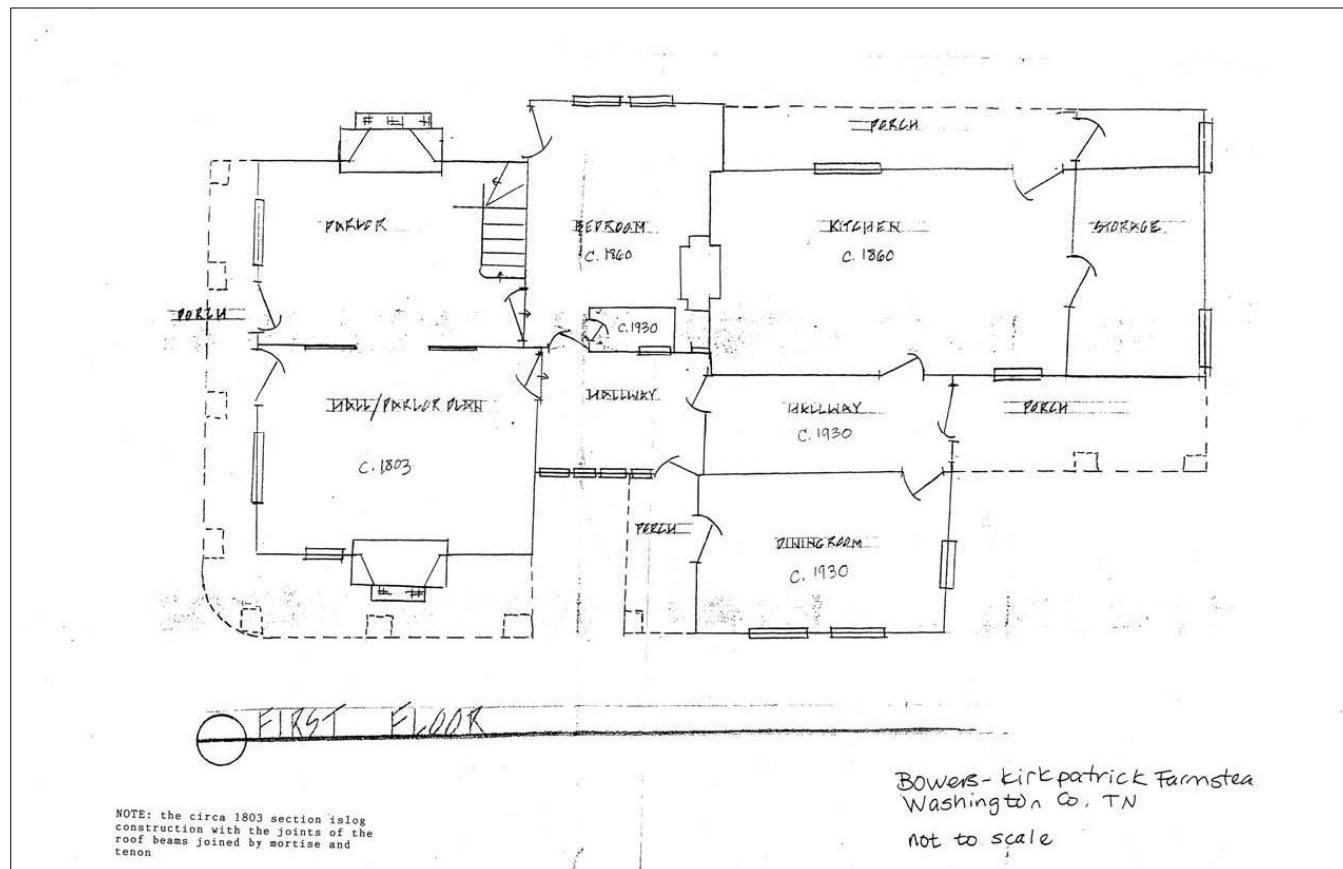 PORCH
PARLOR
BEDROOM
C. 1860
KITCHEN
C. 1860
STORAGE
PORCH
C. 1930
HALL/PARLOR PLAN
C. 1803
HALLWAY
HALLWAY
C. 1930
PORCH
PORCH
DINING ROOM
C. 1930
FIRST FLOOR
Bowers-Kirkpatrick Farmstea
Washington Co. TN
not to scale
NOTE: the circa 1803 section islog
construction with the joints of the
roof beams joined by mortise and
tenon